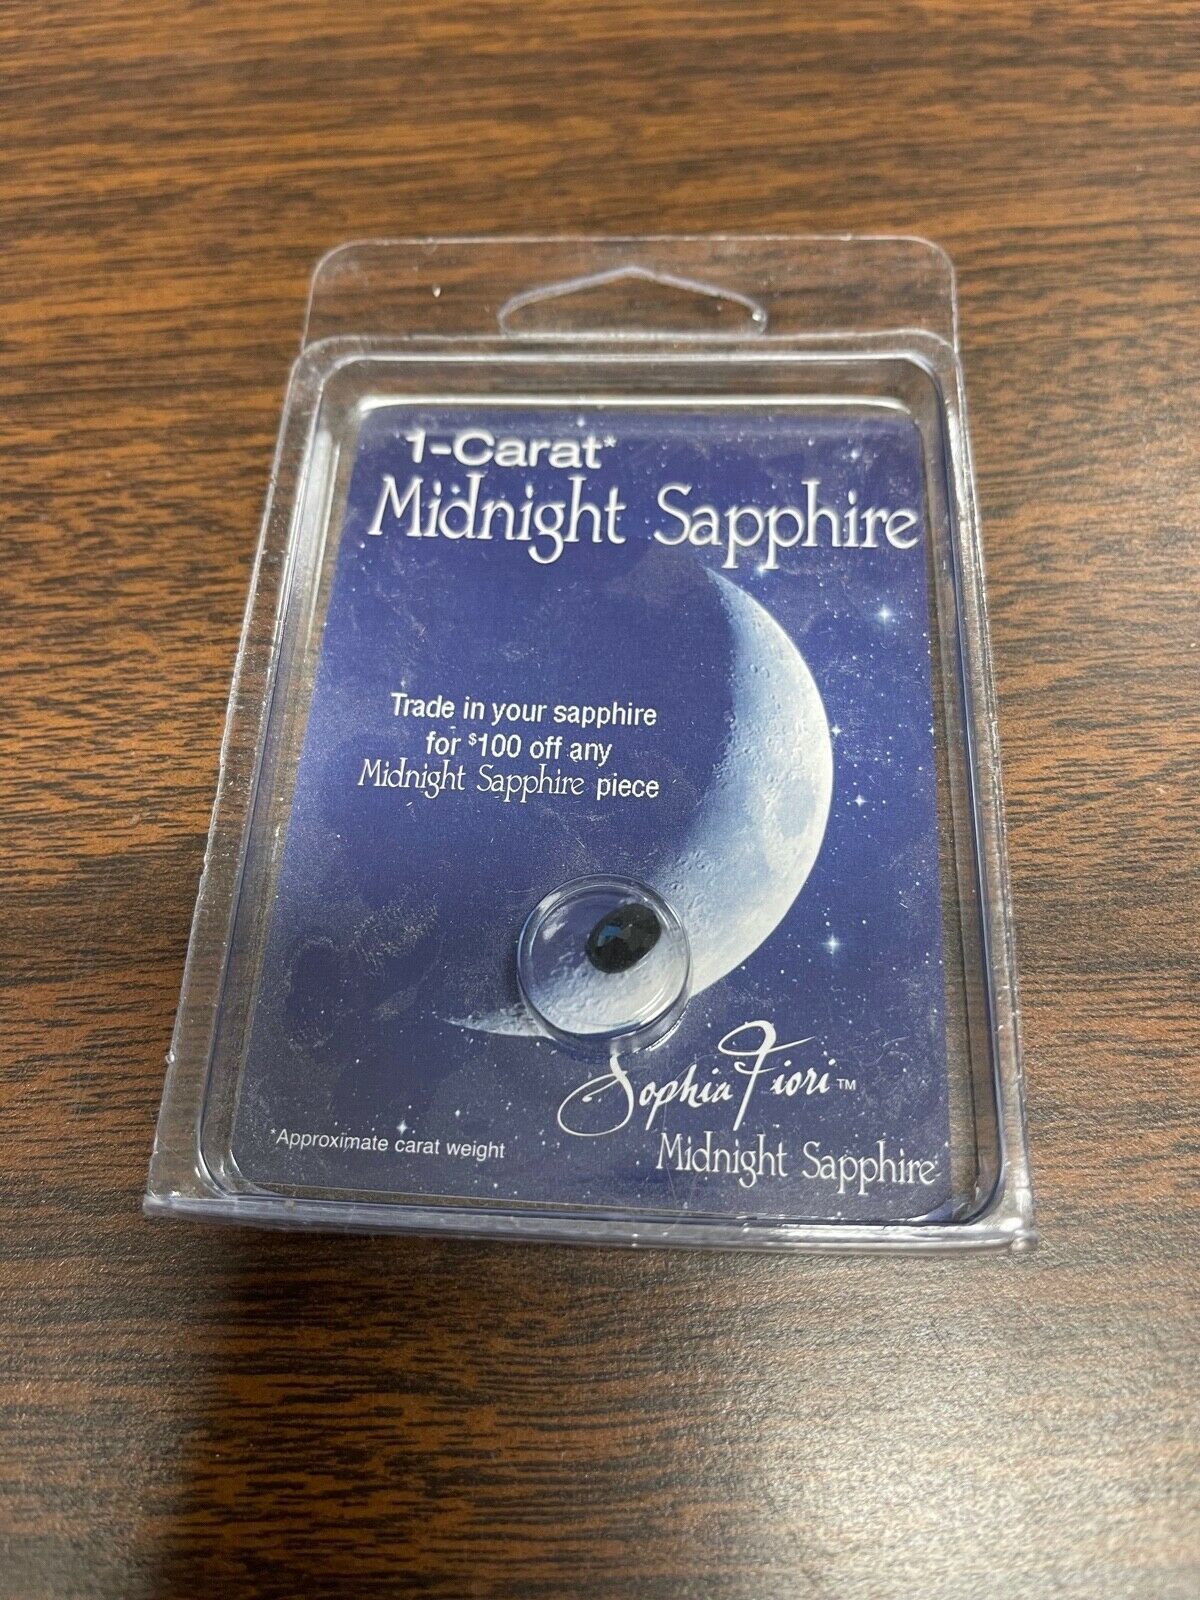 1-Carat*
Midnight Sapphire
Trade in your sapphire
for $100 off any
Midnight Sapphire piece
Sophia Fiori™
*Approximate carat weight
Midnight Sapphire